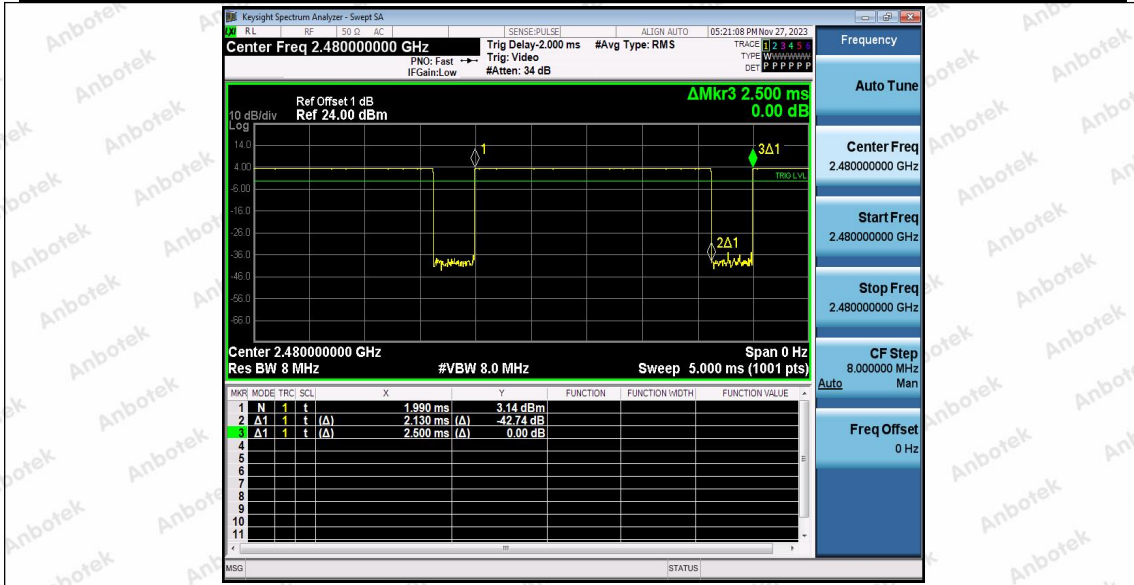 Keysight Spectrum Analyzer - Swept SA
RL RF 50 Ω AC SENSE:PULSE ALIGN AUTO 05:21:08 PM Nov 27, 2023
Center Freq 2.480000000 GHz
Trig Delay-2.000 ms #Avg Type: RMS
TRACE 1 2 3 4 5 6
PNO: Fast Trig: Video
TYPE WWWWWW
IFGain:Low #Atten: 34 dB
DET P P P P P P
ΔMkr3 2.500 ms
0.00 dB
Ref Offset 1 dB
10 dB/div Ref 24.00 dBm
Log
14.0
4.00
-6.00
-16.0
-26.0
-36.0
-46.0
-56.0
-66.0
1
3Δ1
TRIG LVL
2Δ1
Center 2.480000000 GHz Span 0 Hz
Res BW 8 MHz #VBW 8.0 MHz Sweep 5.000 ms (1001 pts)
MKR MODE TRC SCL X Y FUNCTION FUNCTION WIDTH FUNCTION VALUE
1 N 1 t 1.990 ms 3.14 dBm
2 Δ1 1 t (Δ) 2.130 ms (Δ) -42.74 dB
3 Δ1 1 t (Δ) 2.500 ms (Δ) 0.00 dB
4
5
6
7
8
9
10
11
MSG STATUS
Frequency
Auto Tune
Center Freq
2.480000000 GHz
Start Freq
2.480000000 GHz
Stop Freq
2.480000000 GHz
CF Step
8.000000 MHz
Auto Man
Freq Offset
0 Hz
Anbotek